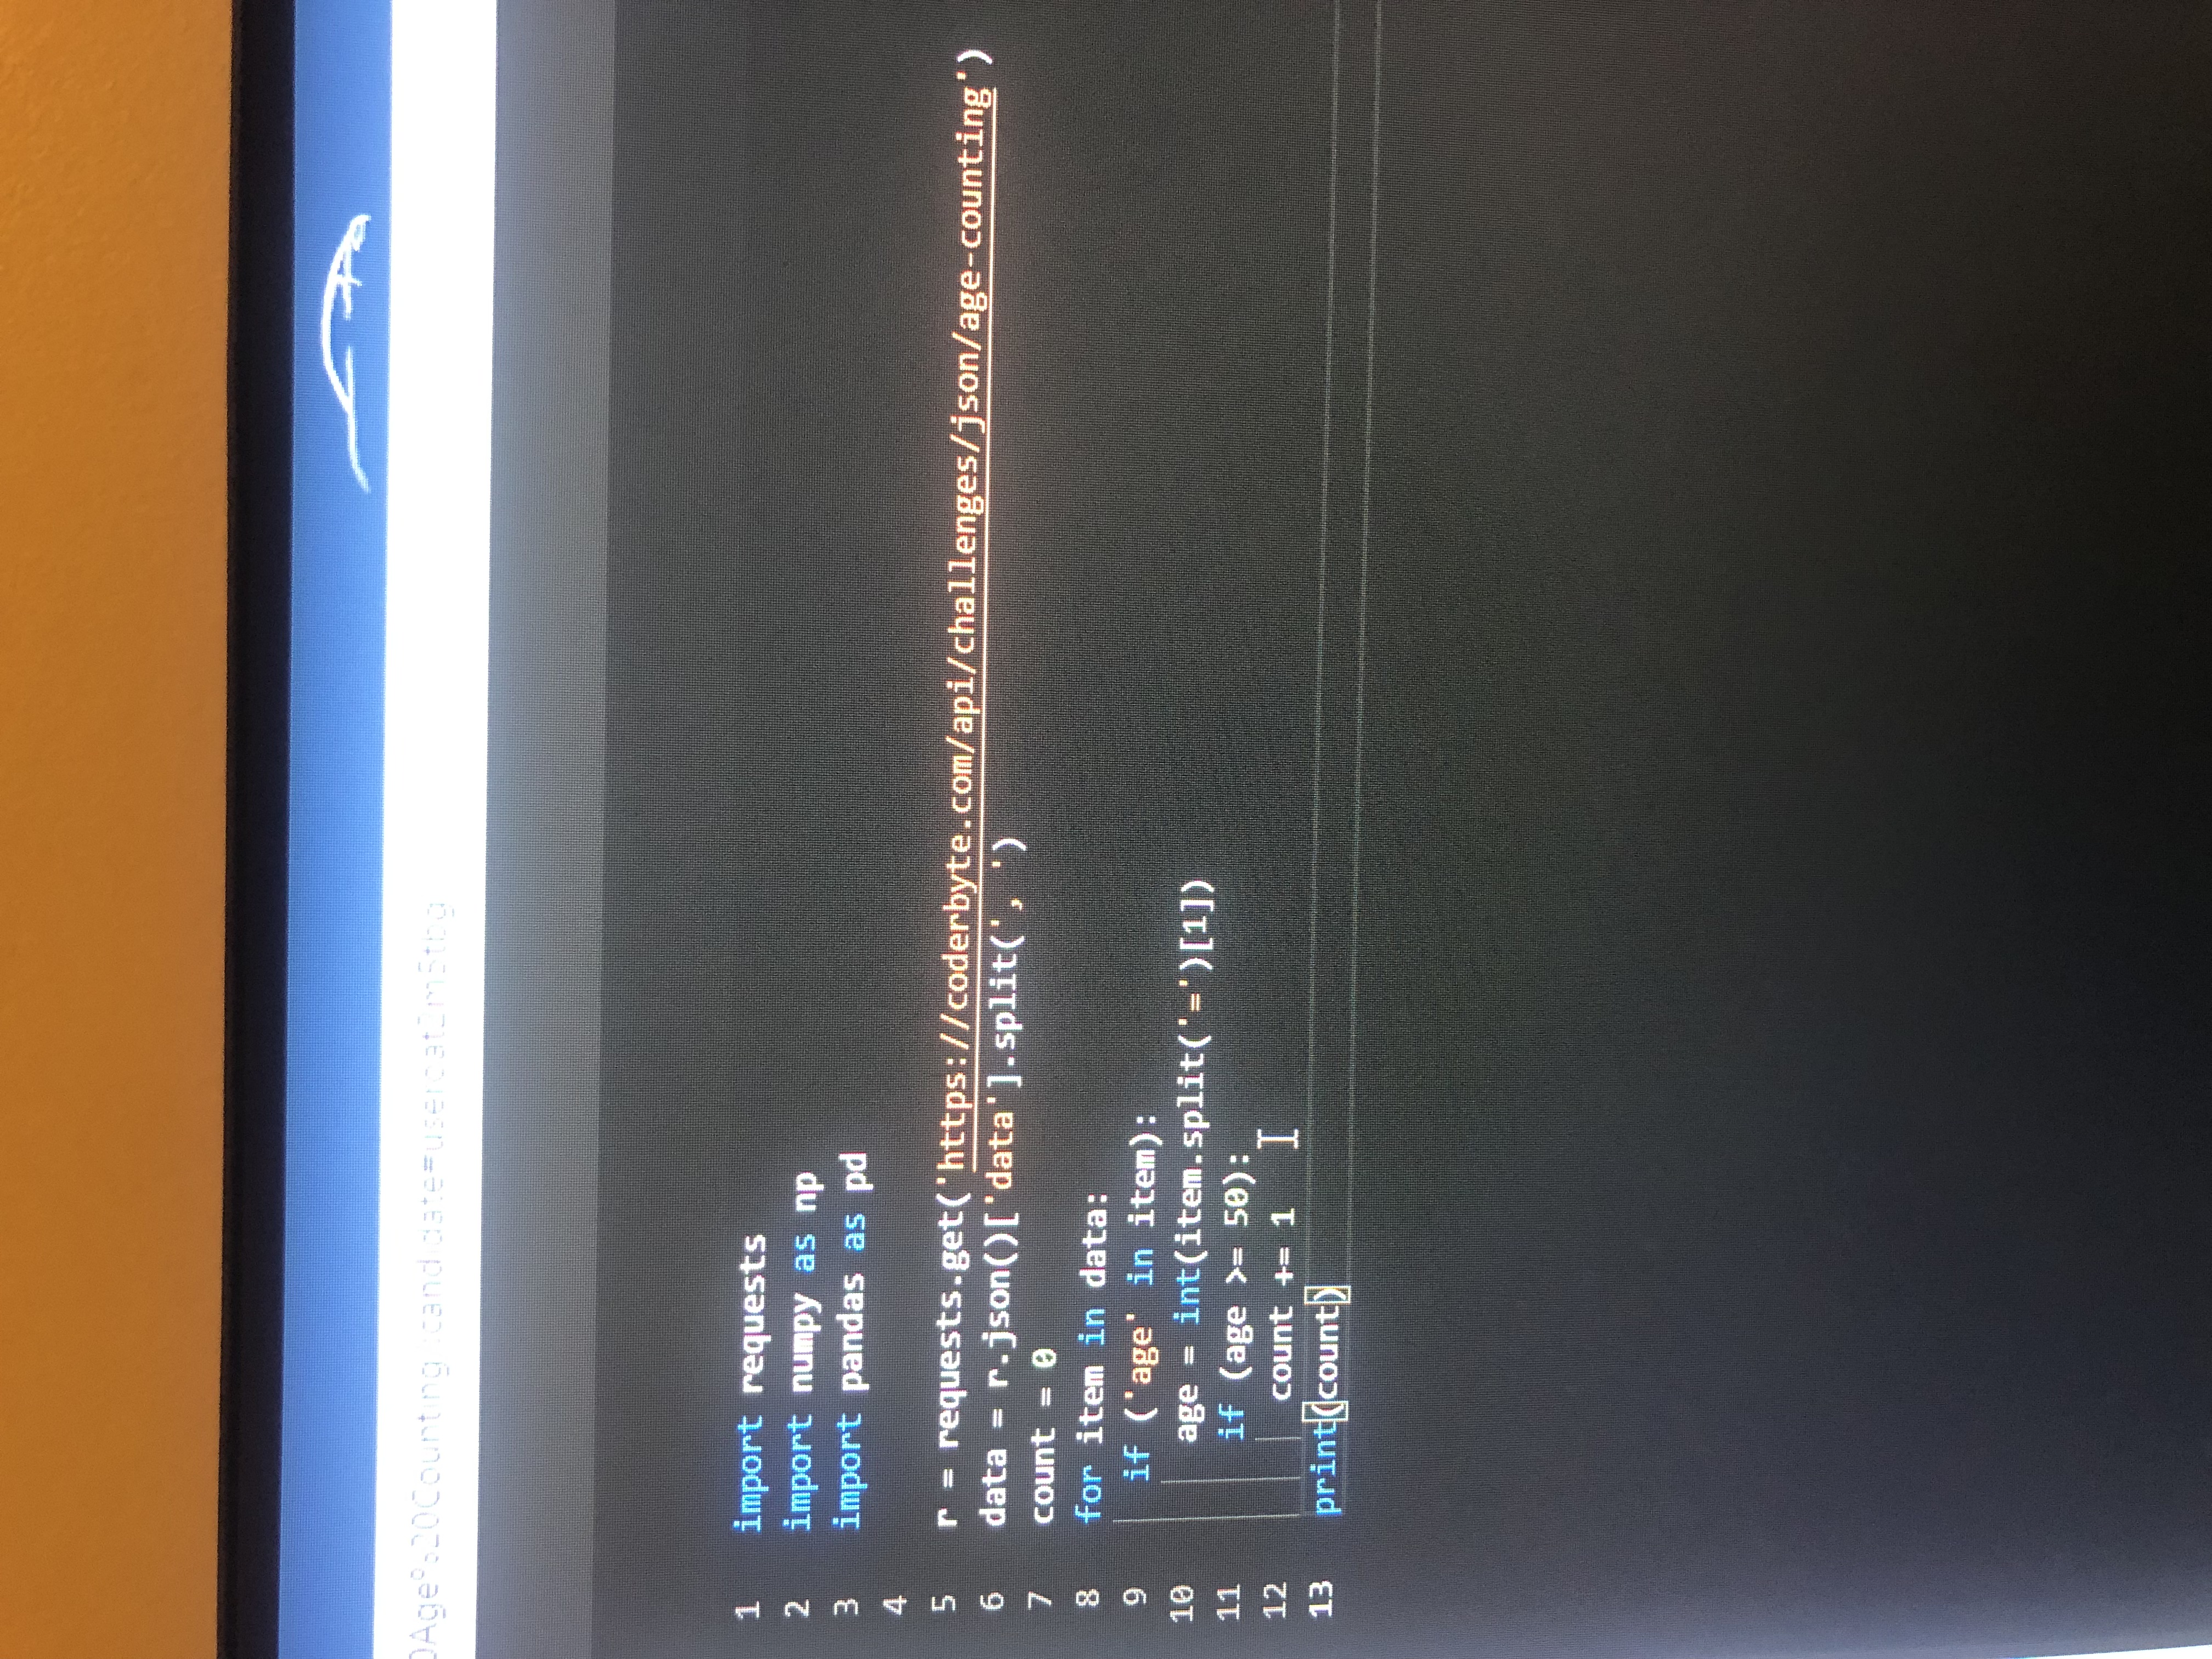 Age%20Counting
1 import requests
2 import numpy as np
3 import pandas as pd
4
5 r = requests.get('https://coderbyte.com/api/challenges/json/age-counting')
6 data = r.json()['data'].split(', ')
7 count = 0
8 for item in data:
9 if ('age' in item):
10 age = int(item.split('=')[1])
11 if (age >= 50):
12 count += 1
13 print(count)